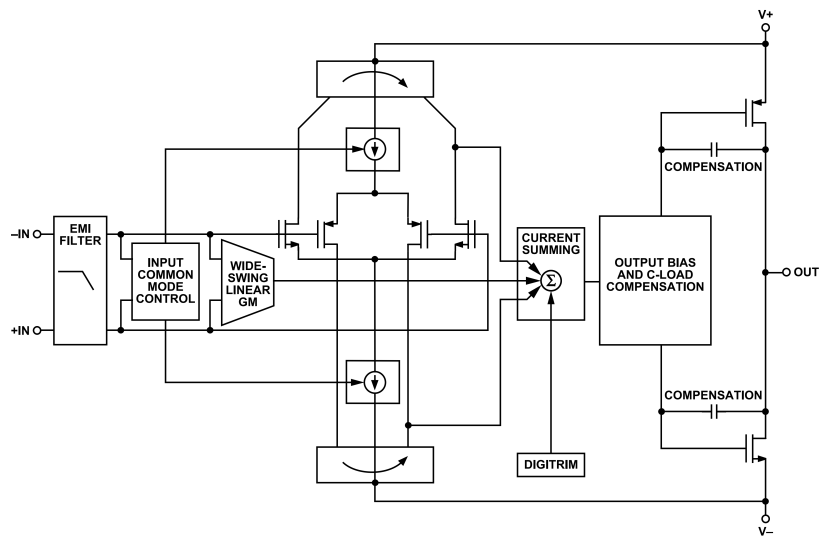 V+
COMPENSATION
–IN
EMI
FILTER
INPUT
COMMON
MODE
CONTROL
WIDE-
SWING
LINEAR
GM
CURRENT
SUMMING
Σ
OUTPUT BIAS
AND C-LOAD
COMPENSATION
OUT
+IN
COMPENSATION
DIGITRIM
V–